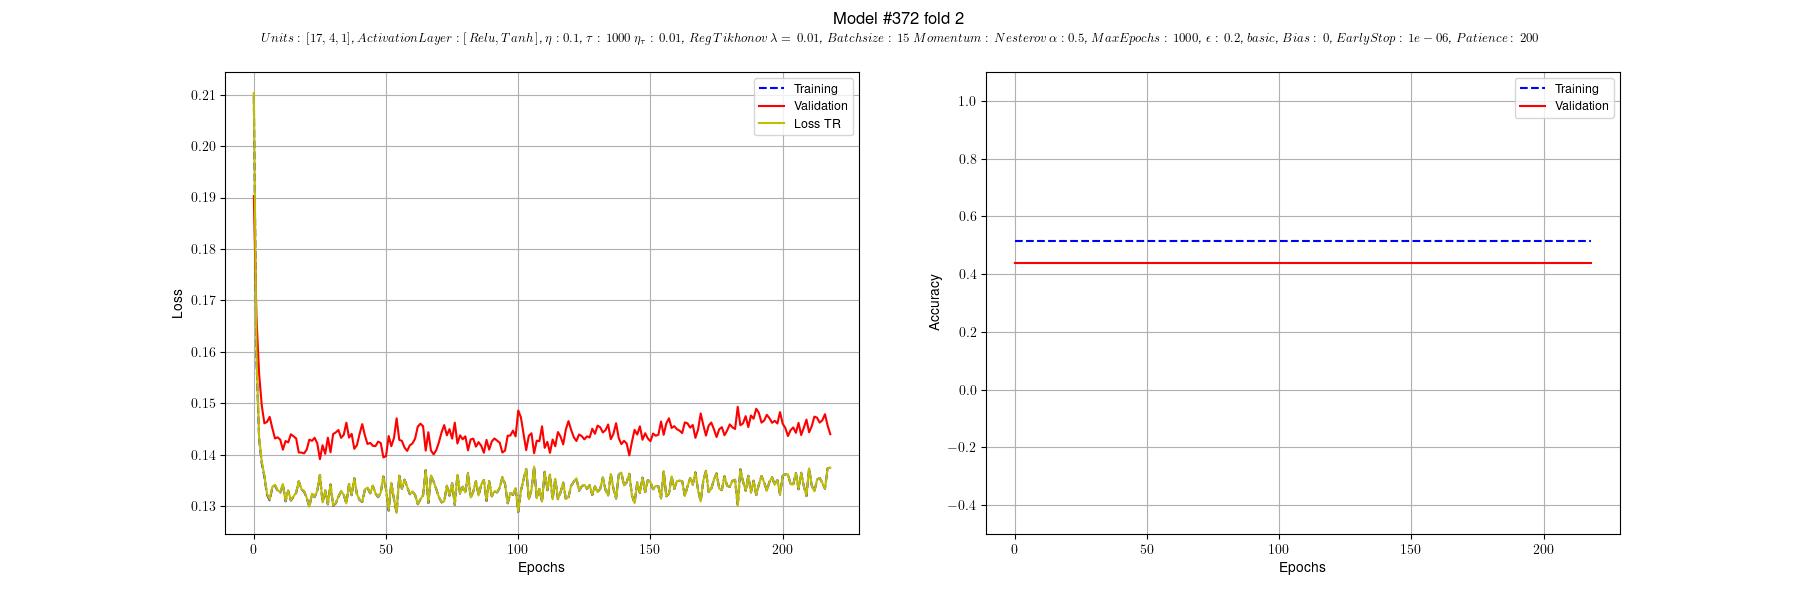 Model #372 fold 2
Units : [17, 4, 1], ActivationLayer : [ Relu, Tanh ], η : 0.1, τ : 1000 ητ : 0.01, Reg Tikhonov λ = 0.01, Batchsize : 15 Momentum : Nesterov α : 0.5, MaxEpochs : 1000, ϵ : 0.2, basic, Bias : 0, EarlyStop : 1e − 06, Patience : 200
0.21
0.20
0.19
0.18
0.17
0.16
0.15
0.14
0.13
Loss
Training
Validation
Loss TR
0 50 100 150 200
Epochs
1.0
0.8
0.6
0.4
0.2
0.0
−0.2
−0.4
Accuracy
Training
Validation
0 50 100 150 200
Epochs